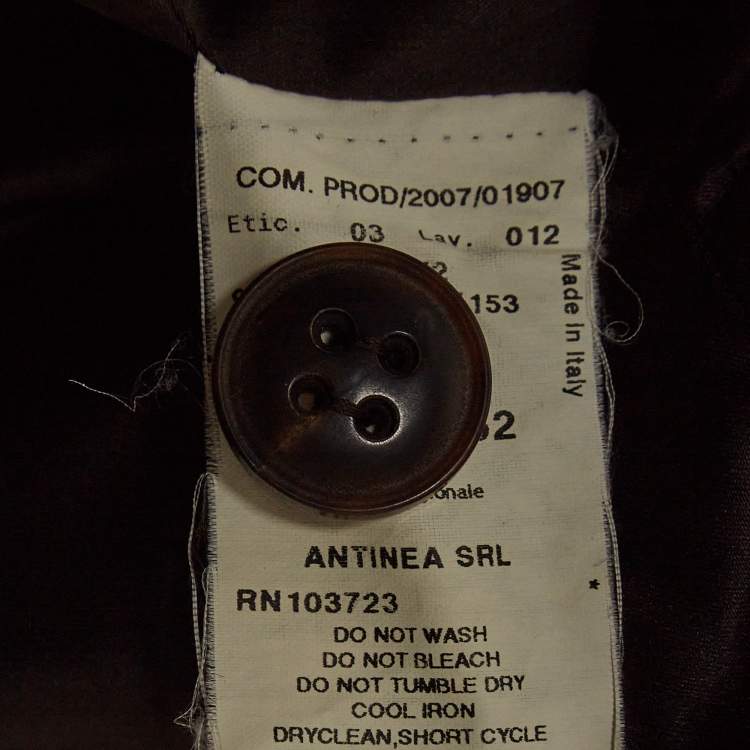 COM. PROD/2007/01907
Etic. 03 Lav. 012
153
Made in Italy
ANTINEA SRL
*
RN103723
DO NOT WASH
DO NOT BLEACH
DO NOT TUMBLE DRY
COOL IRON
DRYCLEAN,SHORT CYCLE